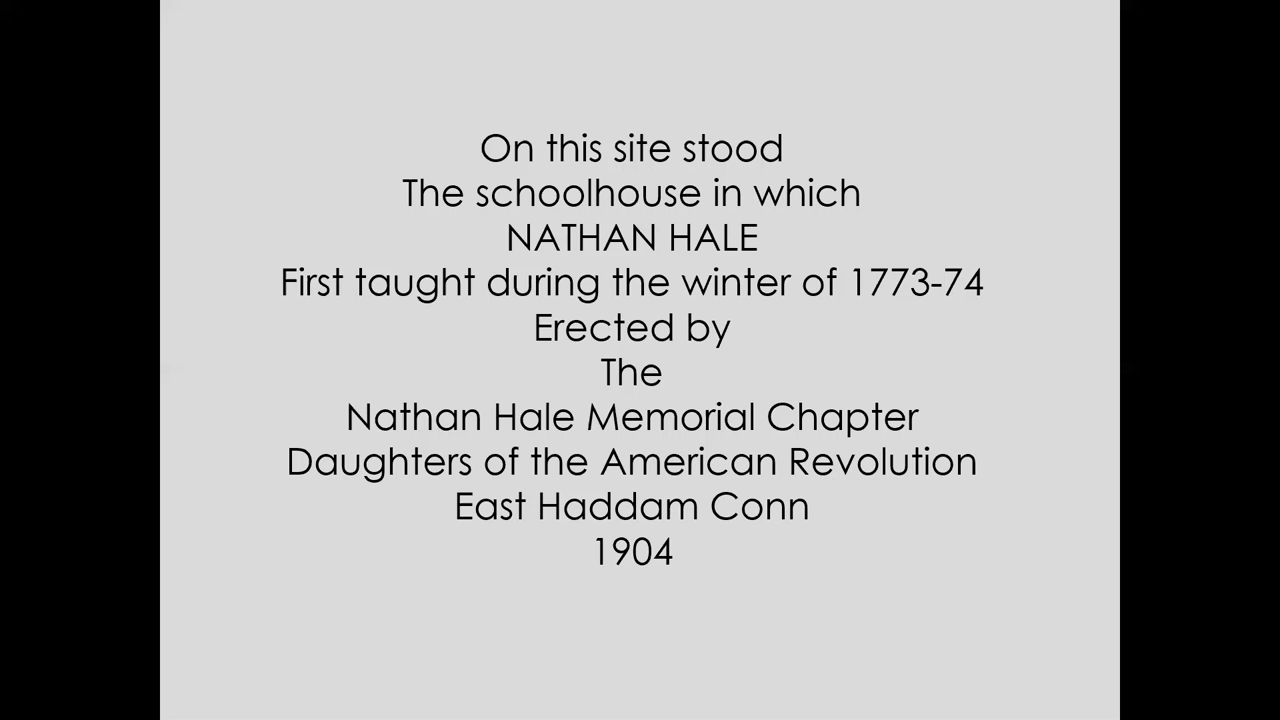 On this site stood
The schoolhouse in which
NATHAN HALE
First taught during the winter of 1773-74
Erected by
The
Nathan Hale Memorial Chapter
Daughters of the American Revolution
East Haddam Conn
1904